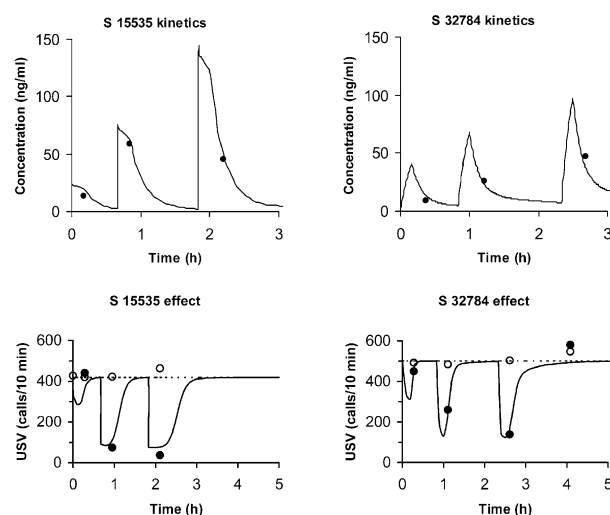 S 15535 kinetics
Concentration (ng/ml)
150
100
50
0
0 1 2 3
Time (h)
S 32784 kinetics
Concentration (ng/ml)
150
100
50
0
0 1 2 3
Time (h)
S 15535 effect
USV (calls/10 min)
600
400
200
0
0 1 2 3 4 5
Time (h)
S 32784 effect
USV (calls/10 min)
600
400
200
0
0 1 2 3 4 5
Time (h)